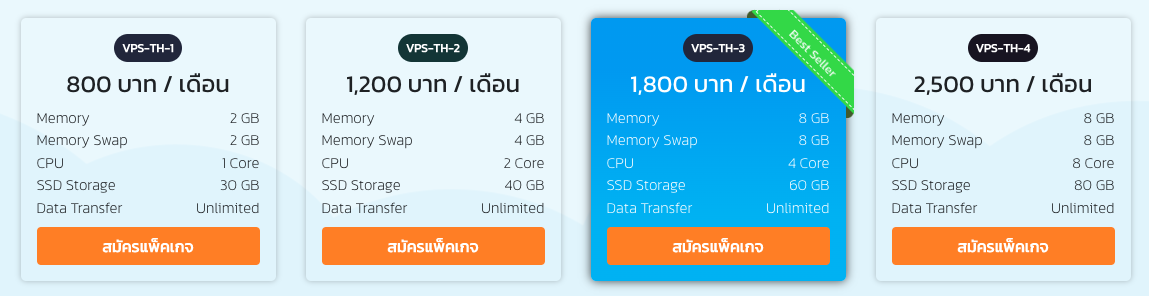 VPS-TH-1
800 บาท / เดือน
Memory 2 GB
Memory Swap 2 GB
CPU 1 Core
SSD Storage 30 GB
Data Transfer Unlimited
สมัครแพ็คเกจ
VPS-TH-2
1,200 บาท / เดือน
Memory 4 GB
Memory Swap 4 GB
CPU 2 Core
SSD Storage 40 GB
Data Transfer Unlimited
สมัครแพ็คเกจ
Best Seller
VPS-TH-3
1,800 บาท / เดือน
Memory 8 GB
Memory Swap 8 GB
CPU 4 Core
SSD Storage 60 GB
Data Transfer Unlimited
สมัครแพ็คเกจ
VPS-TH-4
2,500 บาท / เดือน
Memory 8 GB
Memory Swap 8 GB
CPU 8 Core
SSD Storage 80 GB
Data Transfer Unlimited
สมัครแพ็คเกจ